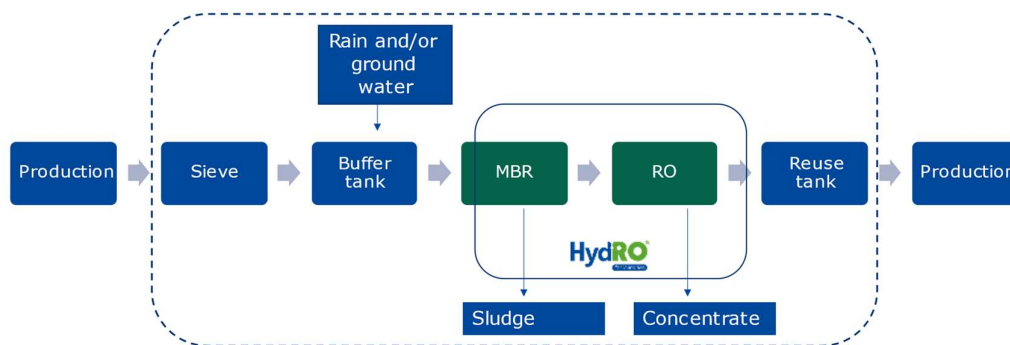 Rain and/or
ground
water
Production
Sieve
Buffer
tank
MBR
RO
Reuse
tank
Production
HydRO®
Sludge
Concentrate